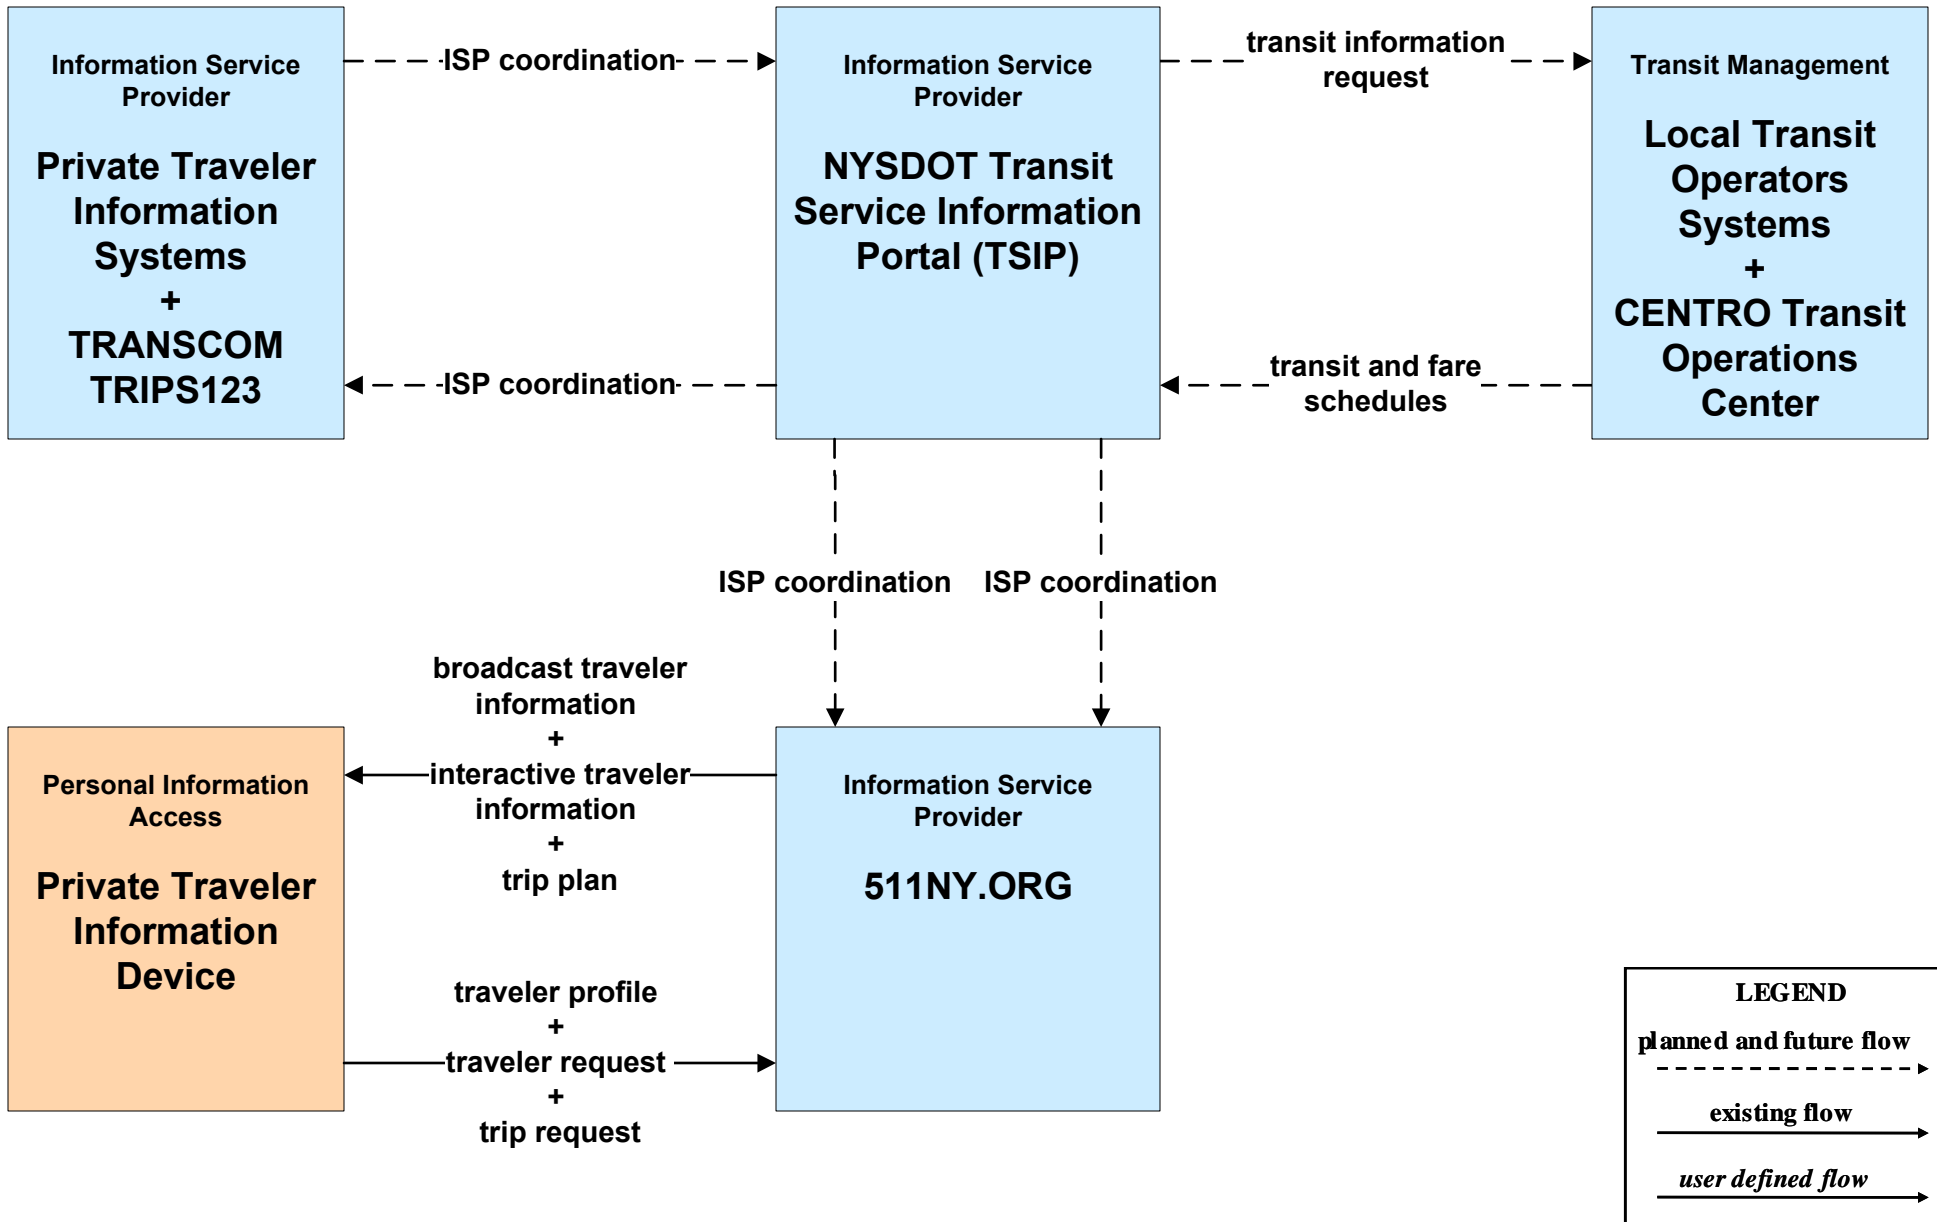 Information Service
Provider
Private Traveler
Information
Systems
+
TRANSCOM
TRIPS123
ISP coordination
ISP coordination
Information Service
Provider
NYSDOT Transit
Service Information
Portal (TSIP)
transit information
request
transit and fare
schedules
Transit Management
Local Transit
Operators
Systems
+
CENTRO Transit
Operations
Center
ISP coordination
ISP coordination
Personal Information
Access
Private Traveler
Information
Device
broadcast traveler
information
+
interactive traveler
information
+
trip plan
traveler profile
+
traveler request
+
trip request
Information Service
Provider
511NY.ORG
LEGEND
planned and future flow
existing flow
user defined flow